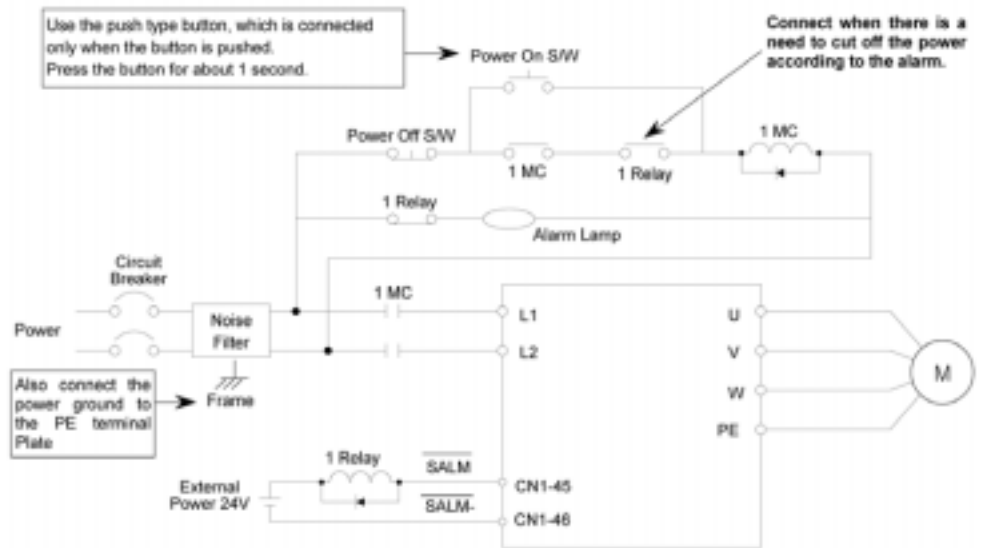 Use the push type button, which is connected
only when the button is pushed.
Press the button for about 1 second.
Connect when there is a
need to cut off the power
according to the alarm.
Power On S/W
Power Off S/W
1 MC
1 Relay
1 MC
1 Relay
Alarm Lamp
Circuit
Breaker
1 MC
Power
Noise
Filter
L1
L2
U
V
W
PE
M
Also connect the
power ground to
the PE terminal
Plate
Frame
1 Relay
SALM
External
Power 24V
SALM-
CN1-45
CN1-46